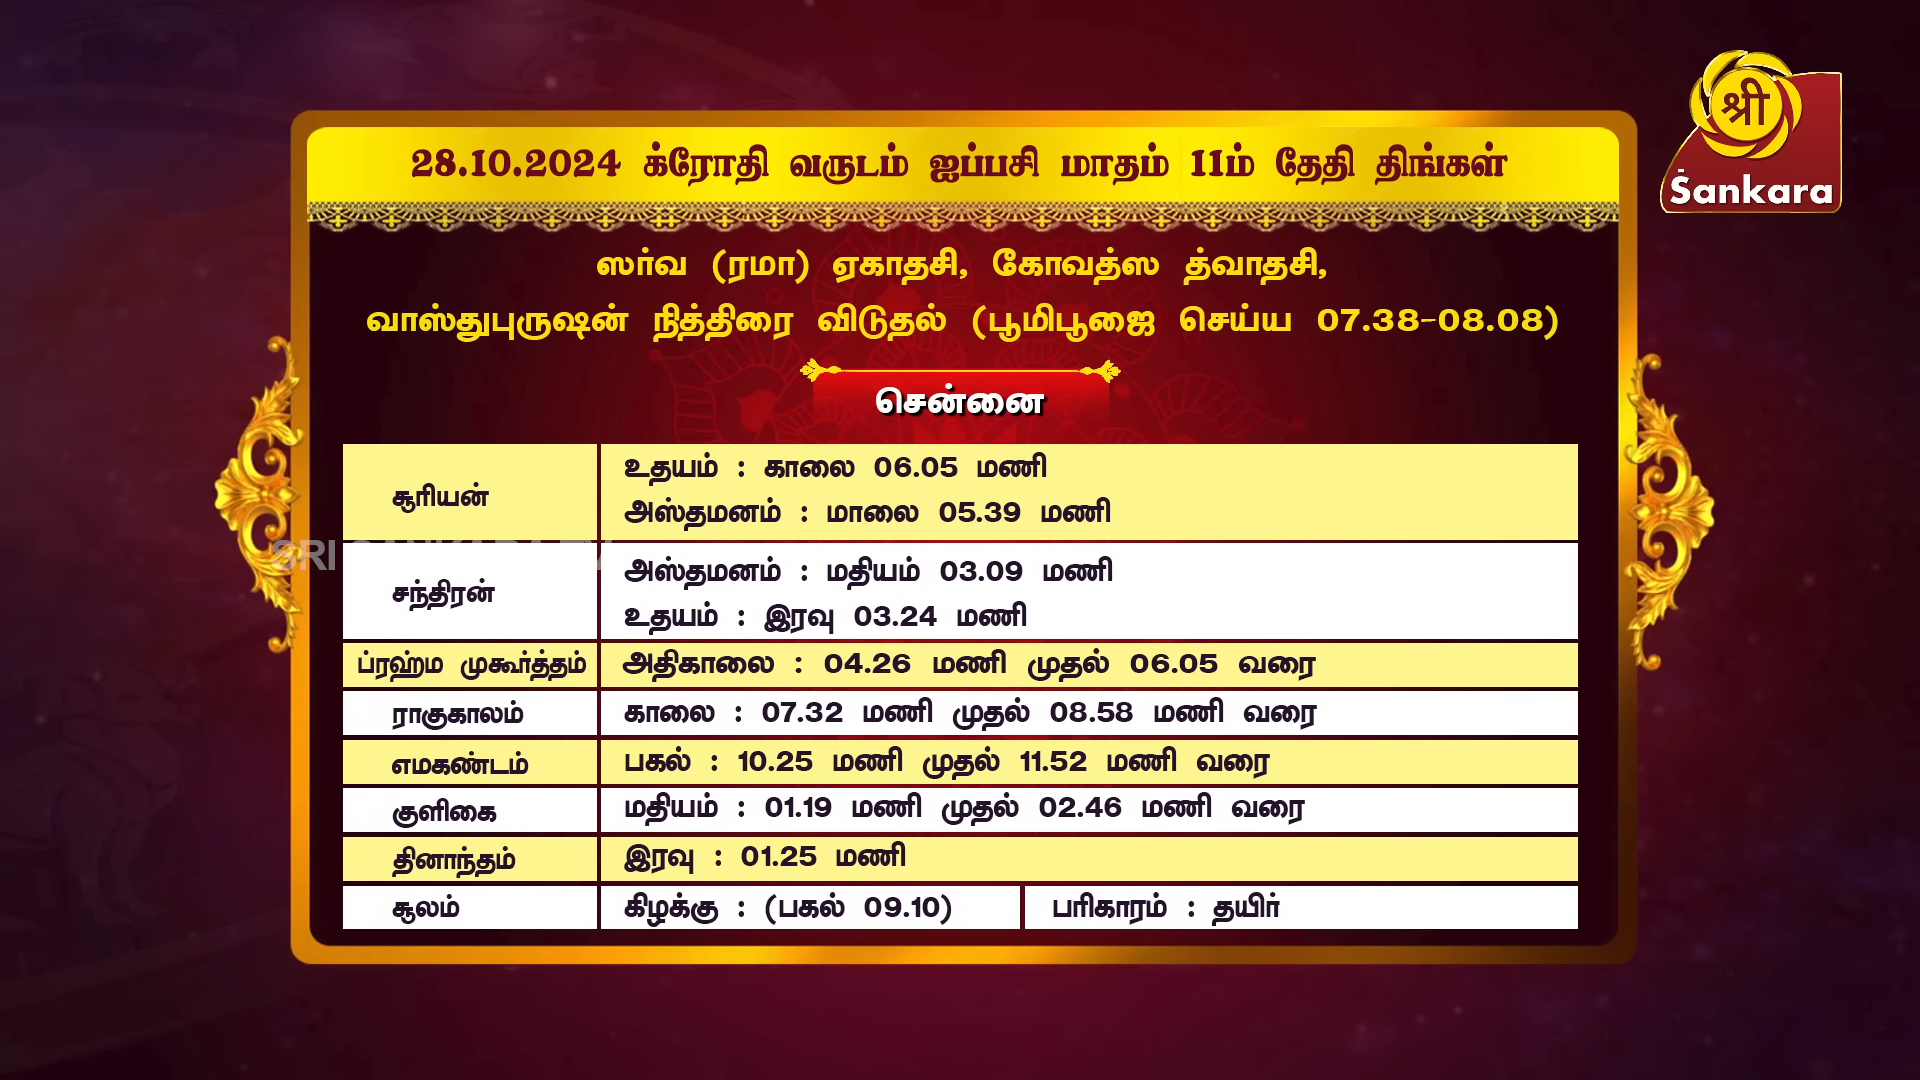 28.10.2024 க்ரோதி வருடம் ஐப்பசி மாதம் 11ம் தேதி திங்கள்
श्री
Sankara
ஸர்வ (ரமா) ஏகாதசி, கோவத்ஸ த்வாதசி,
வாஸ்துபுருஷன் நித்திரை விடுதல் (பூமிபூஜை செய்ய 07.38-08.08)
சென்னை
சூரியன்
உதயம் : காலை 06.05 மணி
அஸ்தமனம் : மாலை 05.39 மணி
சந்திரன்
அஸ்தமனம் : மதியம் 03.09 மணி
உதயம் : இரவு 03.24 மணி
ப்ரஹ்ம முகூர்த்தம் அதிகாலை : 04.26 மணி முதல் 06.05 வரை
ராகுகாலம் காலை : 07.32 மணி முதல் 08.58 மணி வரை
எமகண்டம் பகல் : 10.25 மணி முதல் 11.52 மணி வரை
குளிகை மதியம் : 01.19 மணி முதல் 02.46 மணி வரை
தினாந்தம் இரவு : 01.25 மணி
சூலம் கிழக்கு : (பகல் 09.10) பரிகாரம் : தயிர்
SRI SANKARA TV